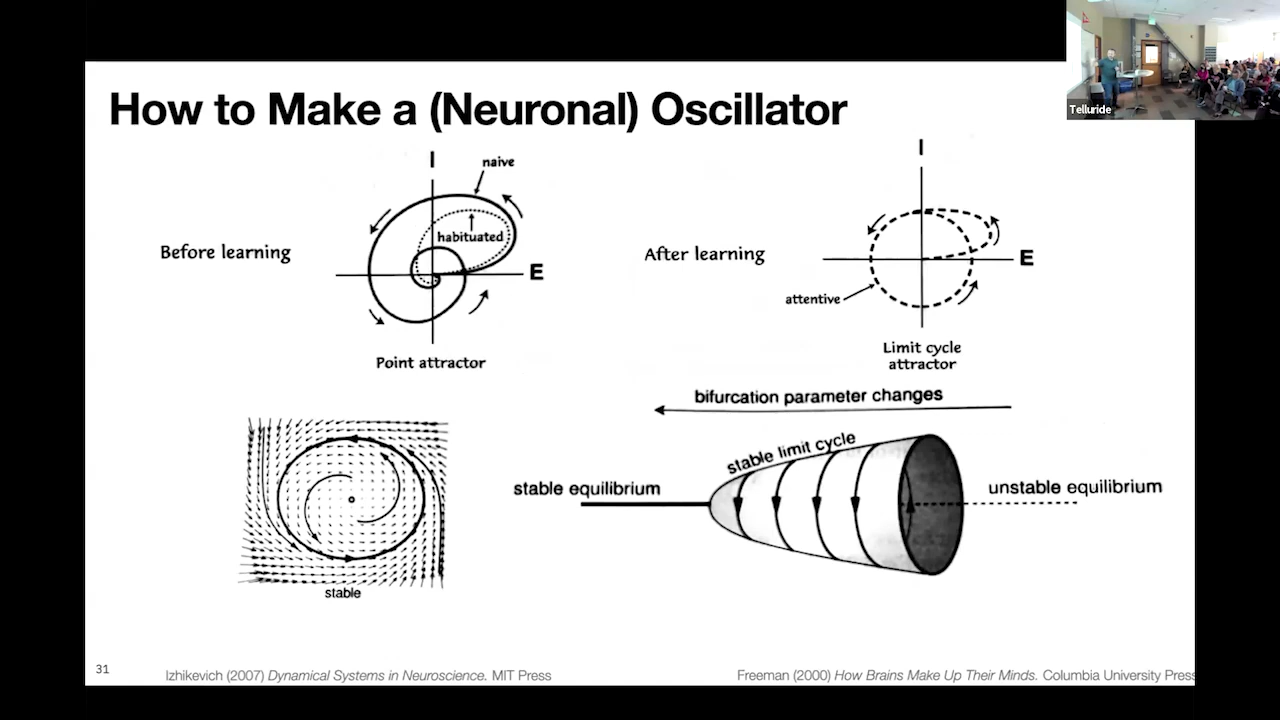 Telluride
How to Make a (Neuronal) Oscillator
I
naive
habituated
E
Before learning
Point attractor
I
E
After learning
attentive
Limit cycle
attractor
bifurcation parameter changes
stable limit cycle
stable equilibrium
unstable equilibrium
stable
31
Izhikevich (2007) Dynamical Systems in Neuroscience. MIT Press
Freeman (2000) How Brains Make Up Their Minds. Columbia University Press